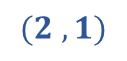 (2 , 1)